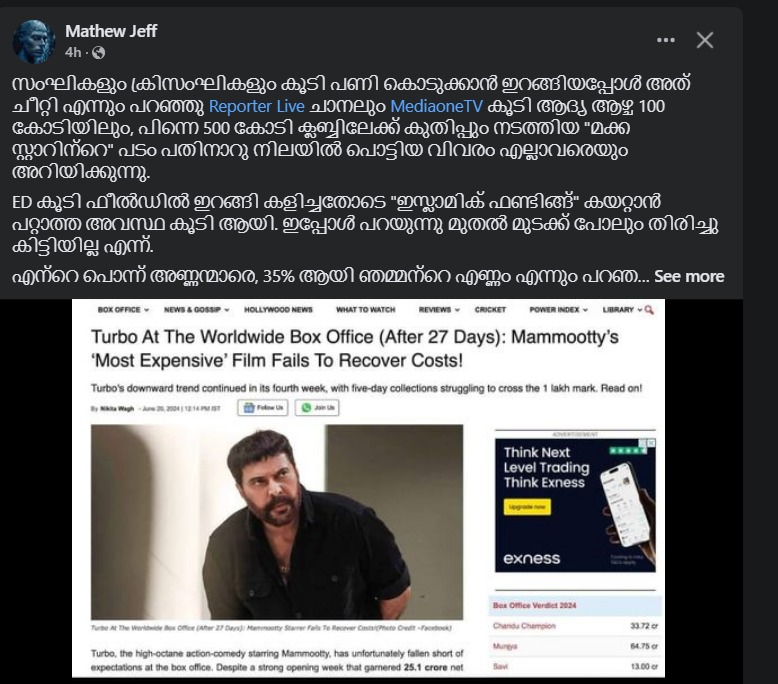 Mathew Jeff
4h ·
സംഘികളും ക്രിസംഘികളും കൂടി പണി കൊടുക്കാൻ ഇറങ്ങിയപ്പോൾ അത്
ചീറ്റി എന്നും പറഞ്ഞു Reporter Live ചാനലും MediaoneTV കൂടി ആദ്യ ആഴ്ച 100
കോടിയിലും, പിന്നെ 500 കോടി ക്ലബ്ബിലേക്ക് കുതിപ്പും നടത്തിയ "മക്ക
സ്റ്റാറിൻ്റെ" പടം പതിനാറു നിലയിൽ പൊട്ടിയ വിവരം എല്ലാവരെയും
അറിയിക്കുന്നു.
ED കൂടി ഫീൽഡിൽ ഇറങ്ങി കളിച്ചതോടെ "ഇസ്ലാമിക് ഫണ്ടിങ്ങ്" കയറ്റാൻ
പറ്റാത്ത അവസ്ഥ കൂടി ആയി. ഇപ്പോൾ പറയുന്നു മുതൽ മുടക്ക് പോലും തിരിച്ചു
കിട്ടിയില്ല എന്ന്.
എന്റെ പൊന്ന് അണ്ണന്മാരെ, 35% ആയി ഞമ്മന്റെ എണ്ണം എന്നും പറഞ... See more
BOX OFFICE NEWS & GOSSIP HOLLYWOOD NEWS WHAT TO WATCH REVIEWS CRICKET POWER INDEX LIBRARY
Turbo At The Worldwide Box Office (After 27 Days): Mammootty's
'Most Expensive' Film Fails To Recover Costs!
Turbo's downward trend continued in its fourth week, with five-day collections struggling to cross the 1 lakh mark. Read on!
By Nikita Wagh - June 20, 2024 | 12:14 PM IST Follow Us Join Us
ADVERTISEMENT
Think Next
Level Trading
Think Exness
Upgrade now
exness
Turbo At The Worldwide Box Office (After 27 Days): Mammootty Starrer Fails To Recover Costs!(Photo Credit –Facebook)
Box Office Verdict 2024
Chandu Champion 33.72 cr
Munjya 64.75 cr
Savi 13.00 cr
Turbo, the high-octane action-comedy starring Mammootty, has unfortunately fallen short of
expectations at the box office. Despite a strong opening week that garnered 25.1 crore net